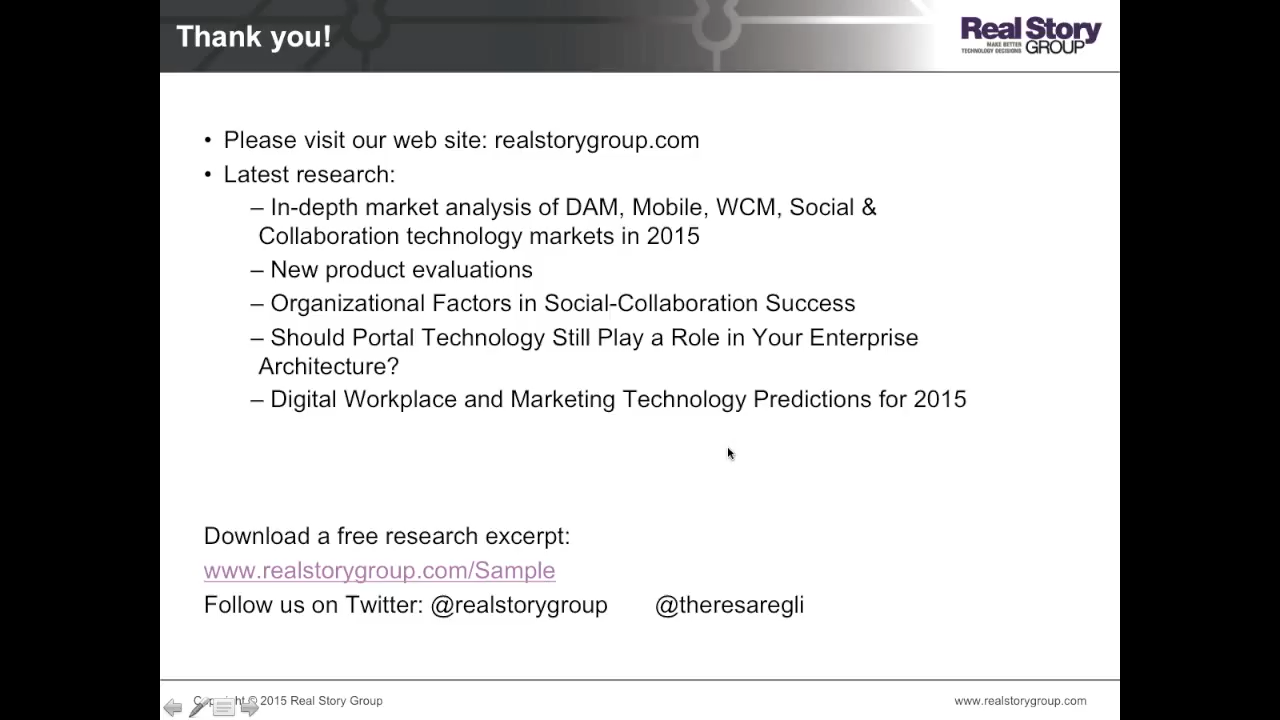 Thank you!
Real Story
MAKE BETTER
TECHNOLOGY DECISIONS
GROUP
• Please visit our web site: realstorygroup.com
• Latest research:
– In-depth market analysis of DAM, Mobile, WCM, Social &
Collaboration technology markets in 2015
– New product evaluations
– Organizational Factors in Social-Collaboration Success
– Should Portal Technology Still Play a Role in Your Enterprise
Architecture?
– Digital Workplace and Marketing Technology Predictions for 2015
Download a free research excerpt:
www.realstorygroup.com/Sample
Follow us on Twitter: @realstorygroup @theresaregli
Copyright © 2015 Real Story Group
www.realstorygroup.com